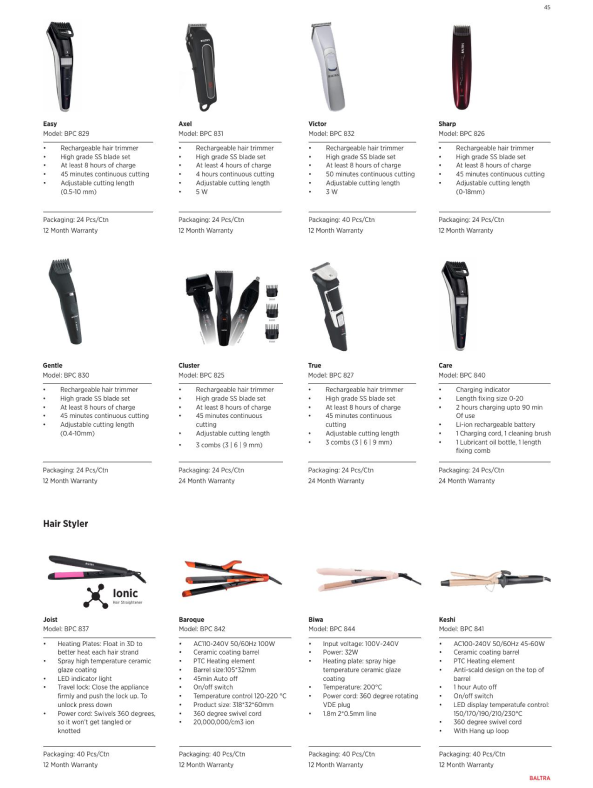 45
Easy
Model: BPC 829
• Rechargeable hair trimmer
• High grade SS blade set
• At least 8 hours of charge
• 45 minutes continuous cutting
• Adjustable cutting length
(0.5-10 mm)
Packaging: 24 Pcs/Ctn
12 Month Warranty
Axel
Model: BPC 831
• Rechargeable hair trimmer
• High grade SS blade set
• At least 4 hours of charge
• 4 hours continuous cutting
• Adjustable cutting length
• 5 W
Packaging: 24 Pcs/Ctn
12 Month Warranty
Victor
Model: BPC 832
• Rechargeable hair trimmer
• High grade SS blade set
• At least 8 hours of charge
• 50 minutes continuous cutting
• Adjustable cutting length
• 3 W
Packaging: 40 Pcs/Ctn
12 Month Warranty
Sharp
Model: BPC 826
• Rechargeable hair trimmer
• High grade SS blade set
• At least 8 hours of charge
• 45 minutes continuous cutting
• Adjustable cutting length
(0-18mm)
Packaging: 24 Pcs/Ctn
12 Month Warranty
Gentle
Model: BPC 830
• Rechargeable hair trimmer
• High grade SS blade set
• At least 8 hours of charge
• 45 minutes continuous cutting
• Adjustable cutting length
(0.4-10mm)
Packaging: 24 Pcs/Ctn
12 Month Warranty
Cluster
Model: BPC 825
• Rechargeable hair trimmer
• High grade SS blade set
• At least 8 hours of charge
• 45 minutes continuous
cutting
• Adjustable cutting length
• 3 combs (3 | 6 | 9 mm)
Packaging: 24 Pcs/Ctn
24 Month Warranty
True
Model: BPC 827
• Rechargeable hair trimmer
• High grade SS blade set
• At least 8 hours of charge
• 45 minutes continuous
cutting
• Adjustable cutting length
• 3 combs (3 | 6 | 9 mm)
Packaging: 24 Pcs/Ctn
24 Month Warranty
Care
Model: BPC 840
• Charging indicator
• Length fixing size 0-20
• 2 hours charging upto 90 min
Of use
• Li-ion rechargeable battery
• 1 Charging cord, 1 cleaning brush
• 1 Lubricant oil bottle, 1 length
fixing comb
Packaging: 24 Pcs/Ctn
24 Month Warranty
Hair Styler
Ionic
Hair Straightener
Joist
Model: BPC 837
• Heating Plates: Float in 3D to
better heat each hair strand
• Spray high temperature ceramic
glaze coating
• LED indicator light
• Travel lock: Close the appliance
firmly and push the lock up. To
unlock press down
• Power cord: Swivels 360 degrees,
so it won't get tangled or
knotted
Packaging: 40 Pcs/Ctn
12 Month Warranty
Baroque
Model: BPC 842
• AC110-240V 50/60Hz 100W
• Ceramic coating barrel
• PTC Heating element
• Barrel size:105*32mm
• 45min Auto off
• On/off switch
• Temperature control 120-220 °C
• Product size: 318*32*60mm
• 360 degree swivel cord
• 20,000,000/cm3 ion
Packaging: 40 Pcs/Ctn
12 Month Warranty
Biwa
Model: BPC 844
• Input voltage: 100V-240V
• Power: 32W
• Heating plate: spray hige
temperature ceramic glaze
coating
• Temperature: 200°C
• Power cord: 360 degree rotating
VDE plug
• 1.8m 2*0.5mm line
Packaging: 40 Pcs/Ctn
12 Month Warranty
Keshi
Model: BPC 841
• AC100-240V 50/60Hz 45-60W
• Ceramic coating barrel
• PTC Heating element
• Anti-scald design on the top of
barrel
• 1 hour Auto off
• On/off switch
• LED display temperatufe control:
150/170/190/210/230°C
• 360 degree swivel cord
• With Hang up loop
Packaging: 40 Pcs/Ctn
12 Month Warranty
BALTRA